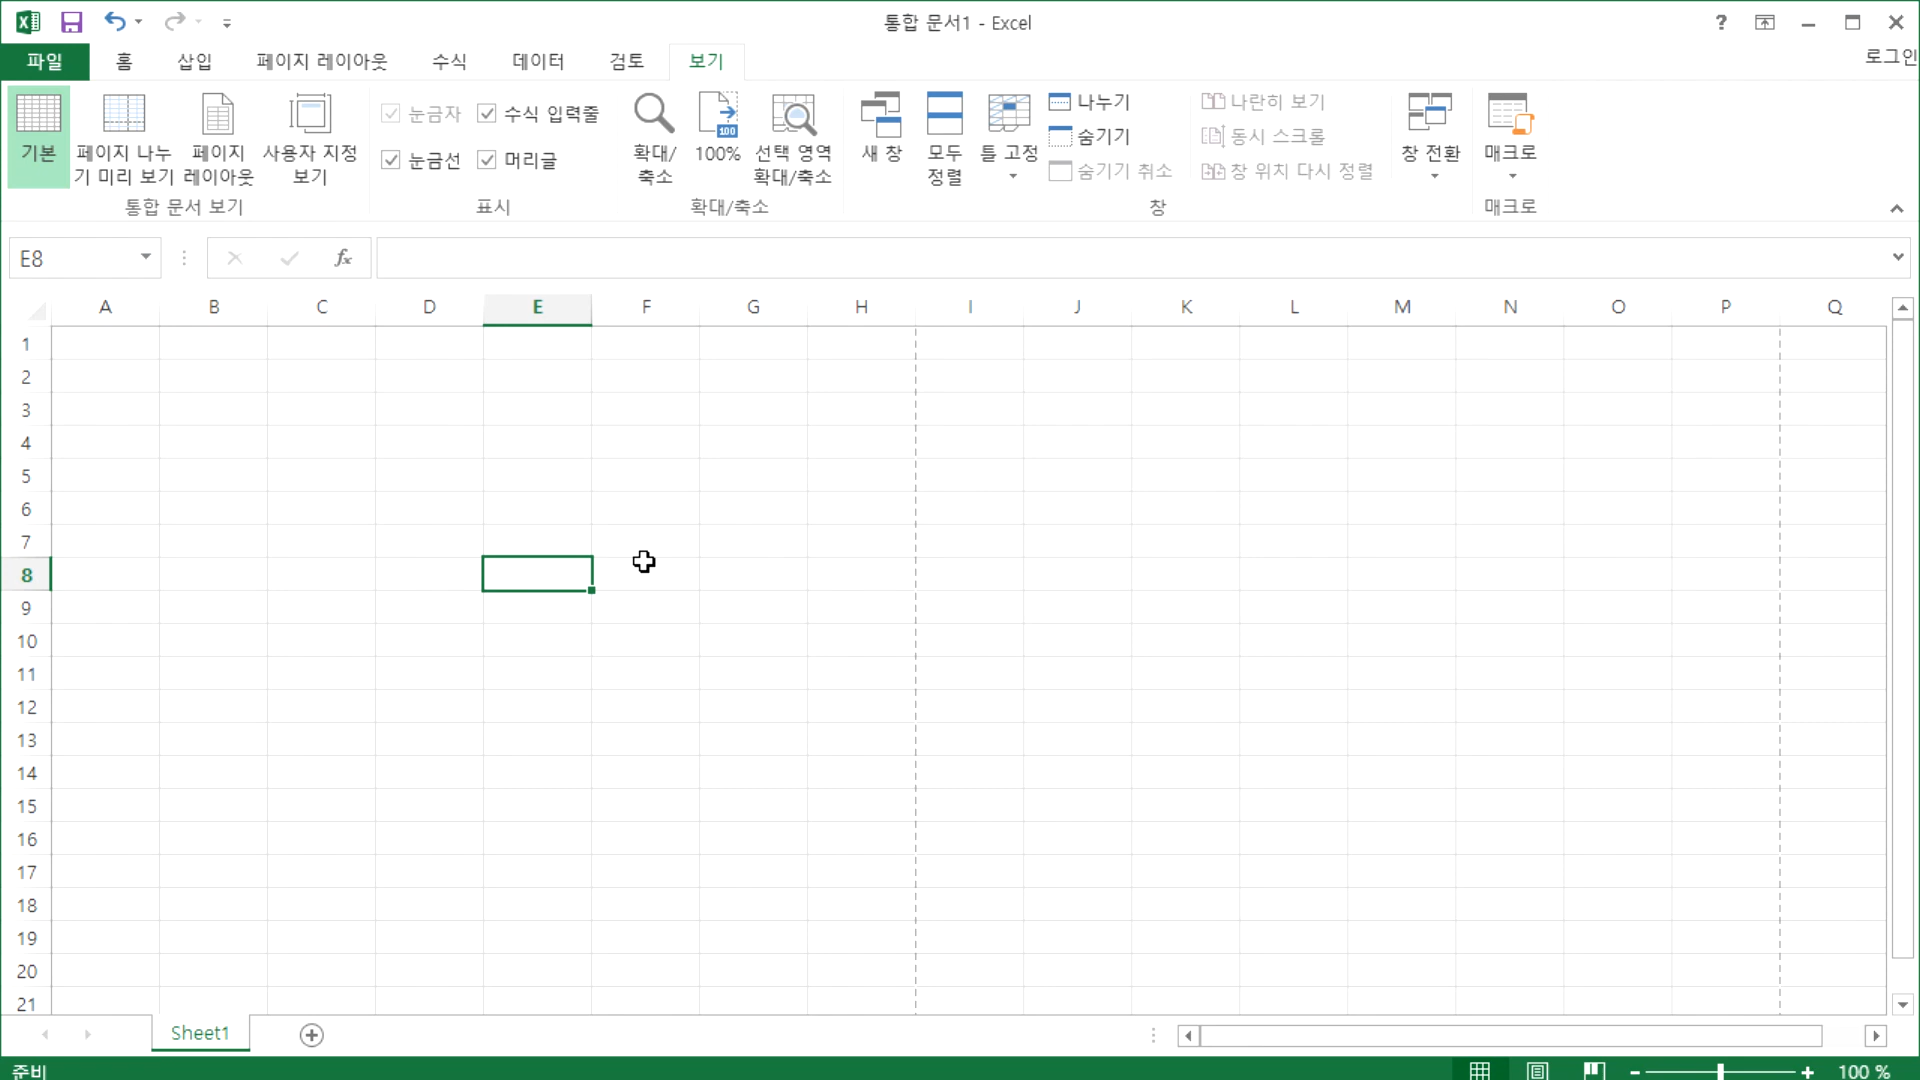 통합 문서1 - Excel
?
로그인
파일 홈 삽입 페이지 레이아웃 수식 데이터 검토 보기
기본
페이지 나누
기 미리 보기
페이지
레이아웃
사용자 지정
보기
통합 문서 보기
눈금자
수식 입력줄
눈금선
머리글
표시
확대/
축소
100
100%
선택 영역
확대/축소
확대/축소
새 창
모두
정렬
틀 고정
나누기
숨기기
숨기기 취소
나란히 보기
동시 스크롤
창 위치 다시 정렬
창 전환
창
매크로
매크로
E8
fx
A B C D E F G H I J K L M N O P Q
1
2
3
4
5
6
7
8
9
10
11
12
13
14
15
16
17
18
19
20
21
Sheet1
준비
100 %